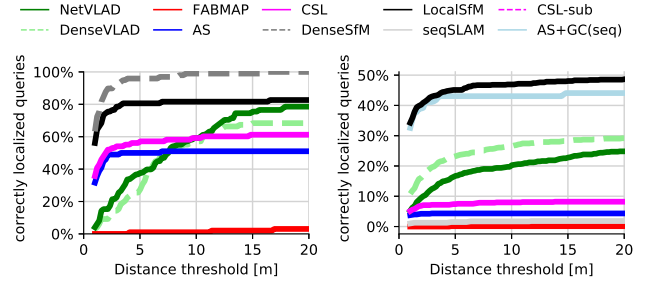 NetVLAD FABMAP CSL LocalSfM CSL-sub
DenseVLAD AS DenseSfM seqSLAM AS+GC(seq)
correctly localized queries
100%
80%
60%
40%
20%
0%
0 5 10 15 20
Distance threshold [m]
correctly localized queries
50%
40%
30%
20%
10%
0%
0 5 10 15 20
Distance threshold [m]